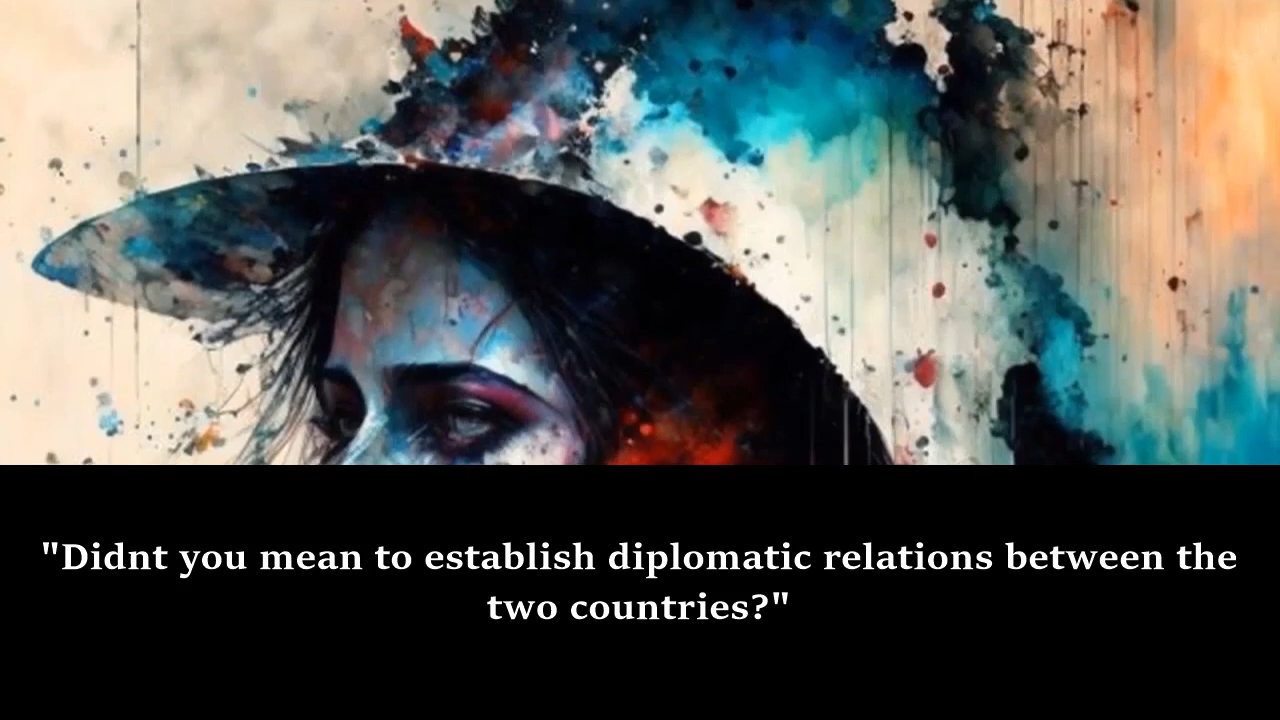 "Didnt you mean to establish diplomatic relations between the
two countries?"